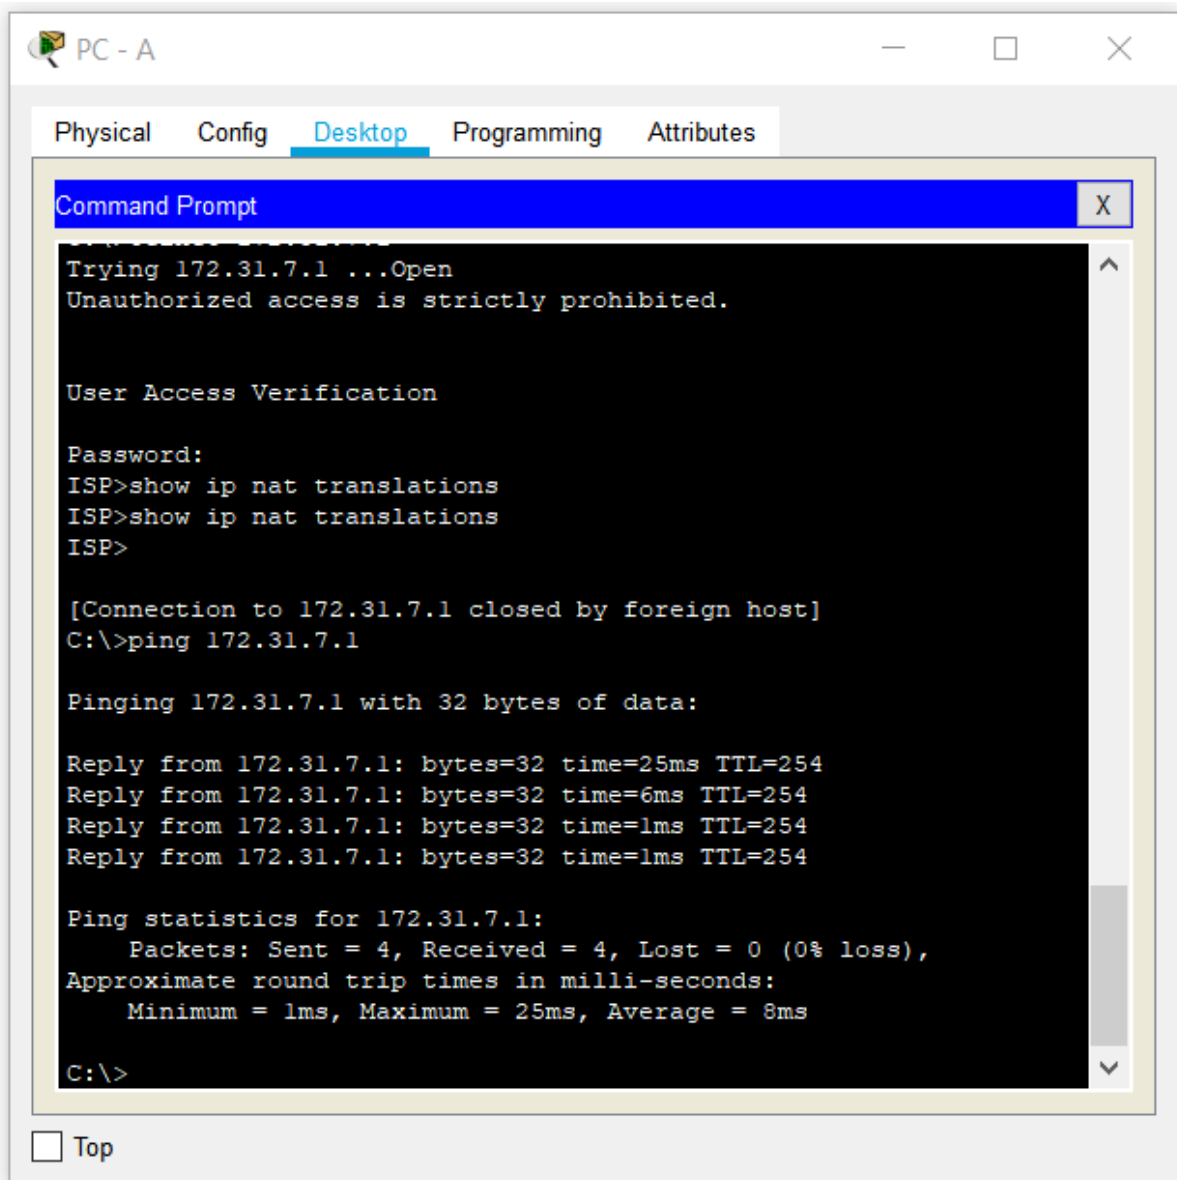 PC - A
Physical Config Desktop Programming Attributes
Command Prompt X
Trying 172.31.7.1 ...Open
Unauthorized access is strictly prohibited.
User Access Verification
Password:
ISP>show ip nat translations
ISP>show ip nat translations
ISP>
[Connection to 172.31.7.1 closed by foreign host]
C:\>ping 172.31.7.1
Pinging 172.31.7.1 with 32 bytes of data:
Reply from 172.31.7.1: bytes=32 time=25ms TTL=254
Reply from 172.31.7.1: bytes=32 time=6ms TTL=254
Reply from 172.31.7.1: bytes=32 time=1ms TTL=254
Reply from 172.31.7.1: bytes=32 time=1ms TTL=254
Ping statistics for 172.31.7.1:
    Packets: Sent = 4, Received = 4, Lost = 0 (0% loss),
Approximate round trip times in milli-seconds:
    Minimum = 1ms, Maximum = 25ms, Average = 8ms
C:\>
Top